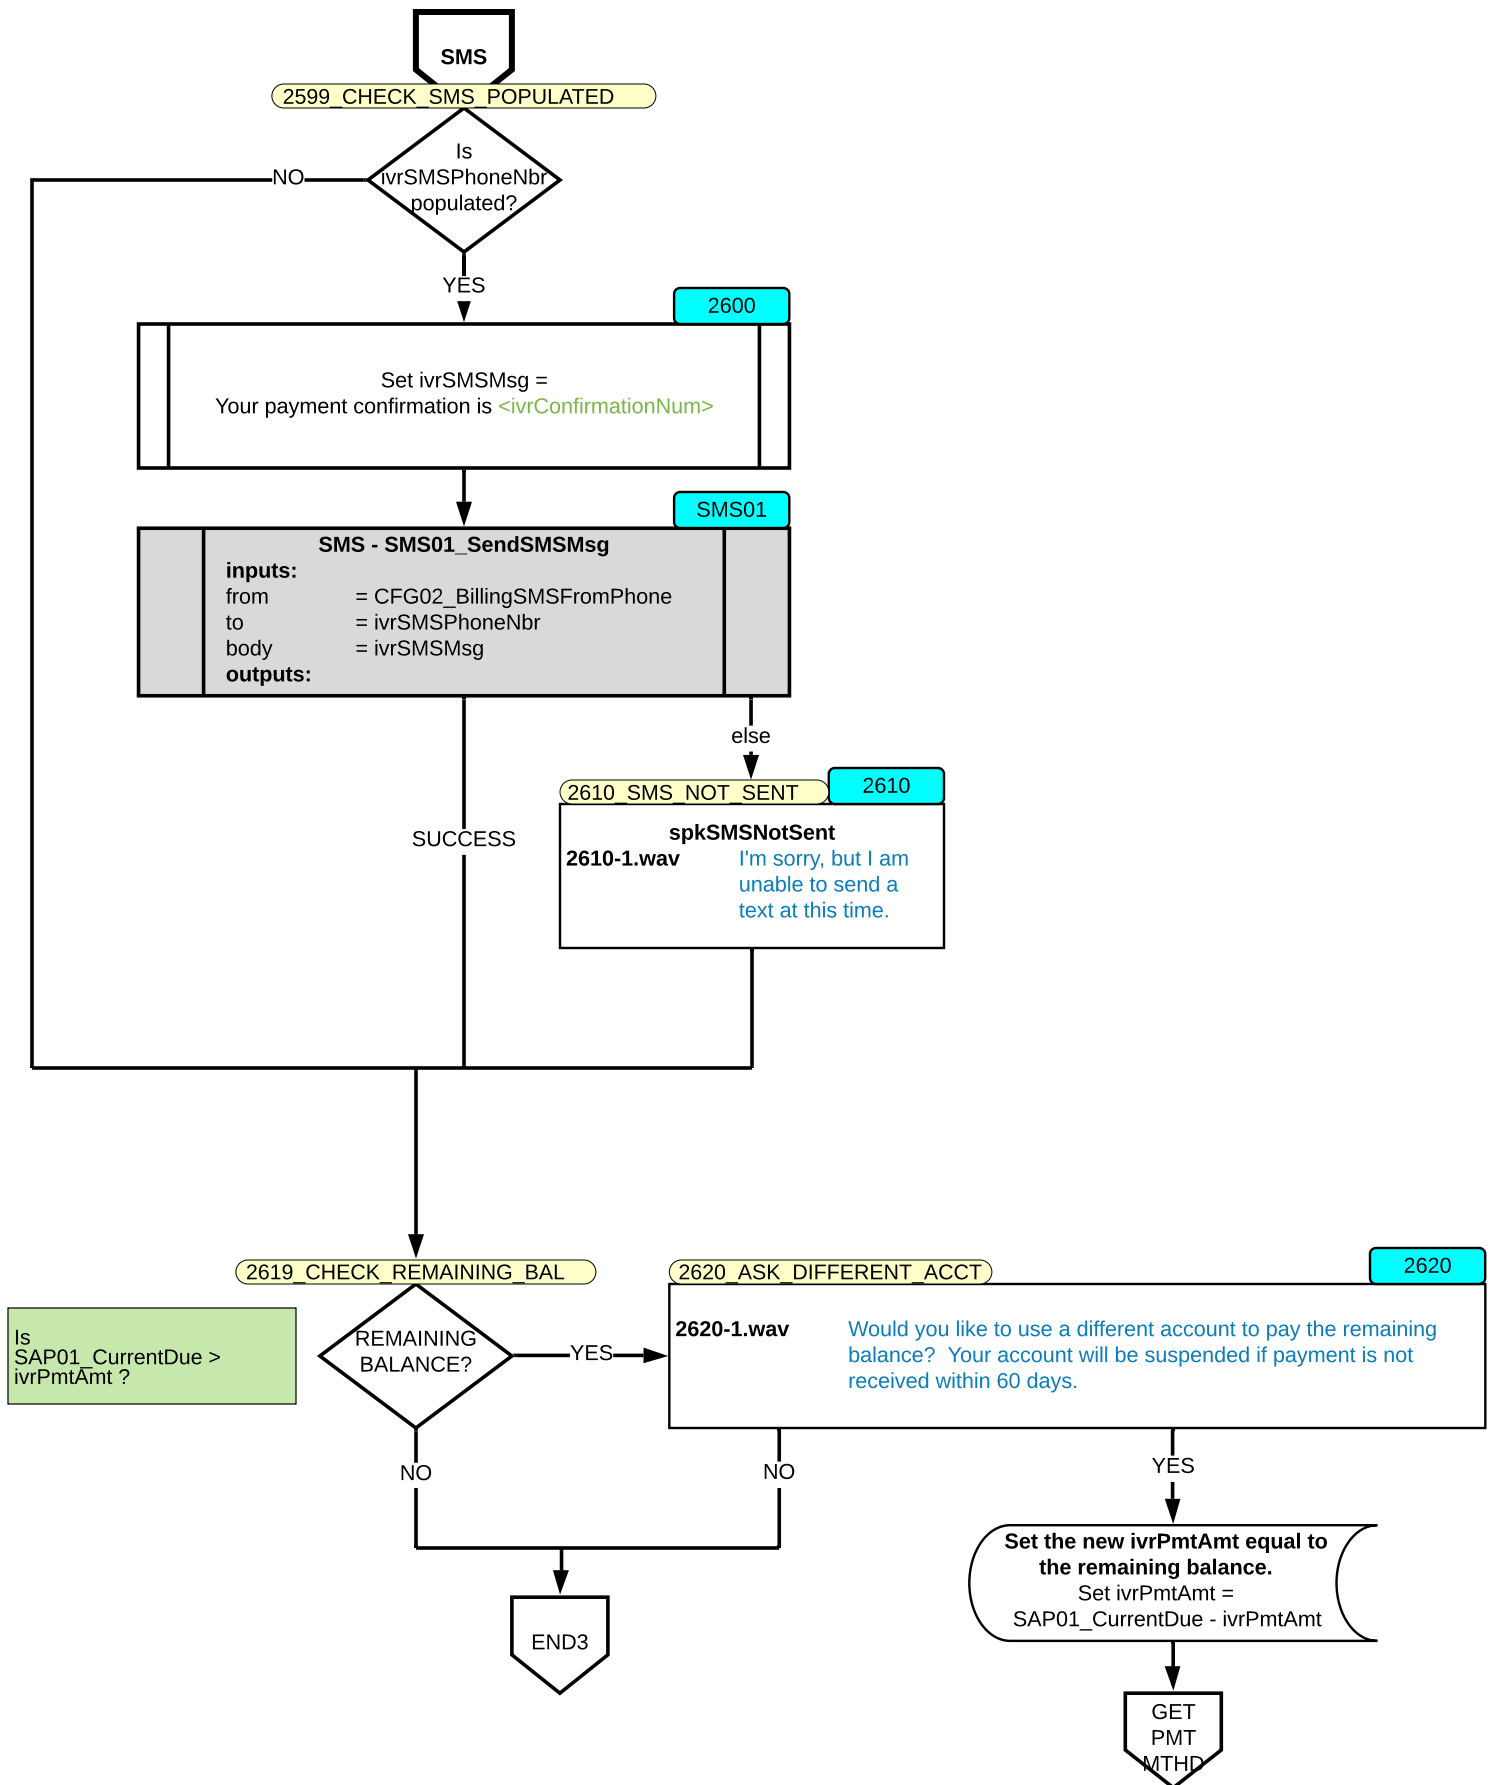 SMS
2599_CHECK_SMS_POPULATED
Is
ivrSMSPhoneNbr
populated?
NO
YES
2600
Set ivrSMSMsg =
Your payment confirmation is <ivrConfirmationNum>
SMS01
SMS - SMS01_SendSMSMsg
inputs:
from = CFG02_BillingSMSFromPhone
to = ivrSMSPhoneNbr
body = ivrSMSMsg
outputs:
else
2610_SMS_NOT_SENT
2610
SUCCESS
spkSMSNotSent
2610-1.wav I'm sorry, but I am
unable to send a
text at this time.
2619_CHECK_REMAINING_BAL
Is
SAP01_CurrentDue >
ivrPmtAmt ?
REMAINING
BALANCE?
YES
2620_ASK_DIFFERENT_ACCT
2620
2620-1.wav Would you like to use a different account to pay the remaining
balance?  Your account will be suspended if payment is not
received within 60 days.
NO
NO
YES
Set the new ivrPmtAmt equal to
the remaining balance.
Set ivrPmtAmt =
SAP01_CurrentDue - ivrPmtAmt
END3
GET
PMT
MTHD